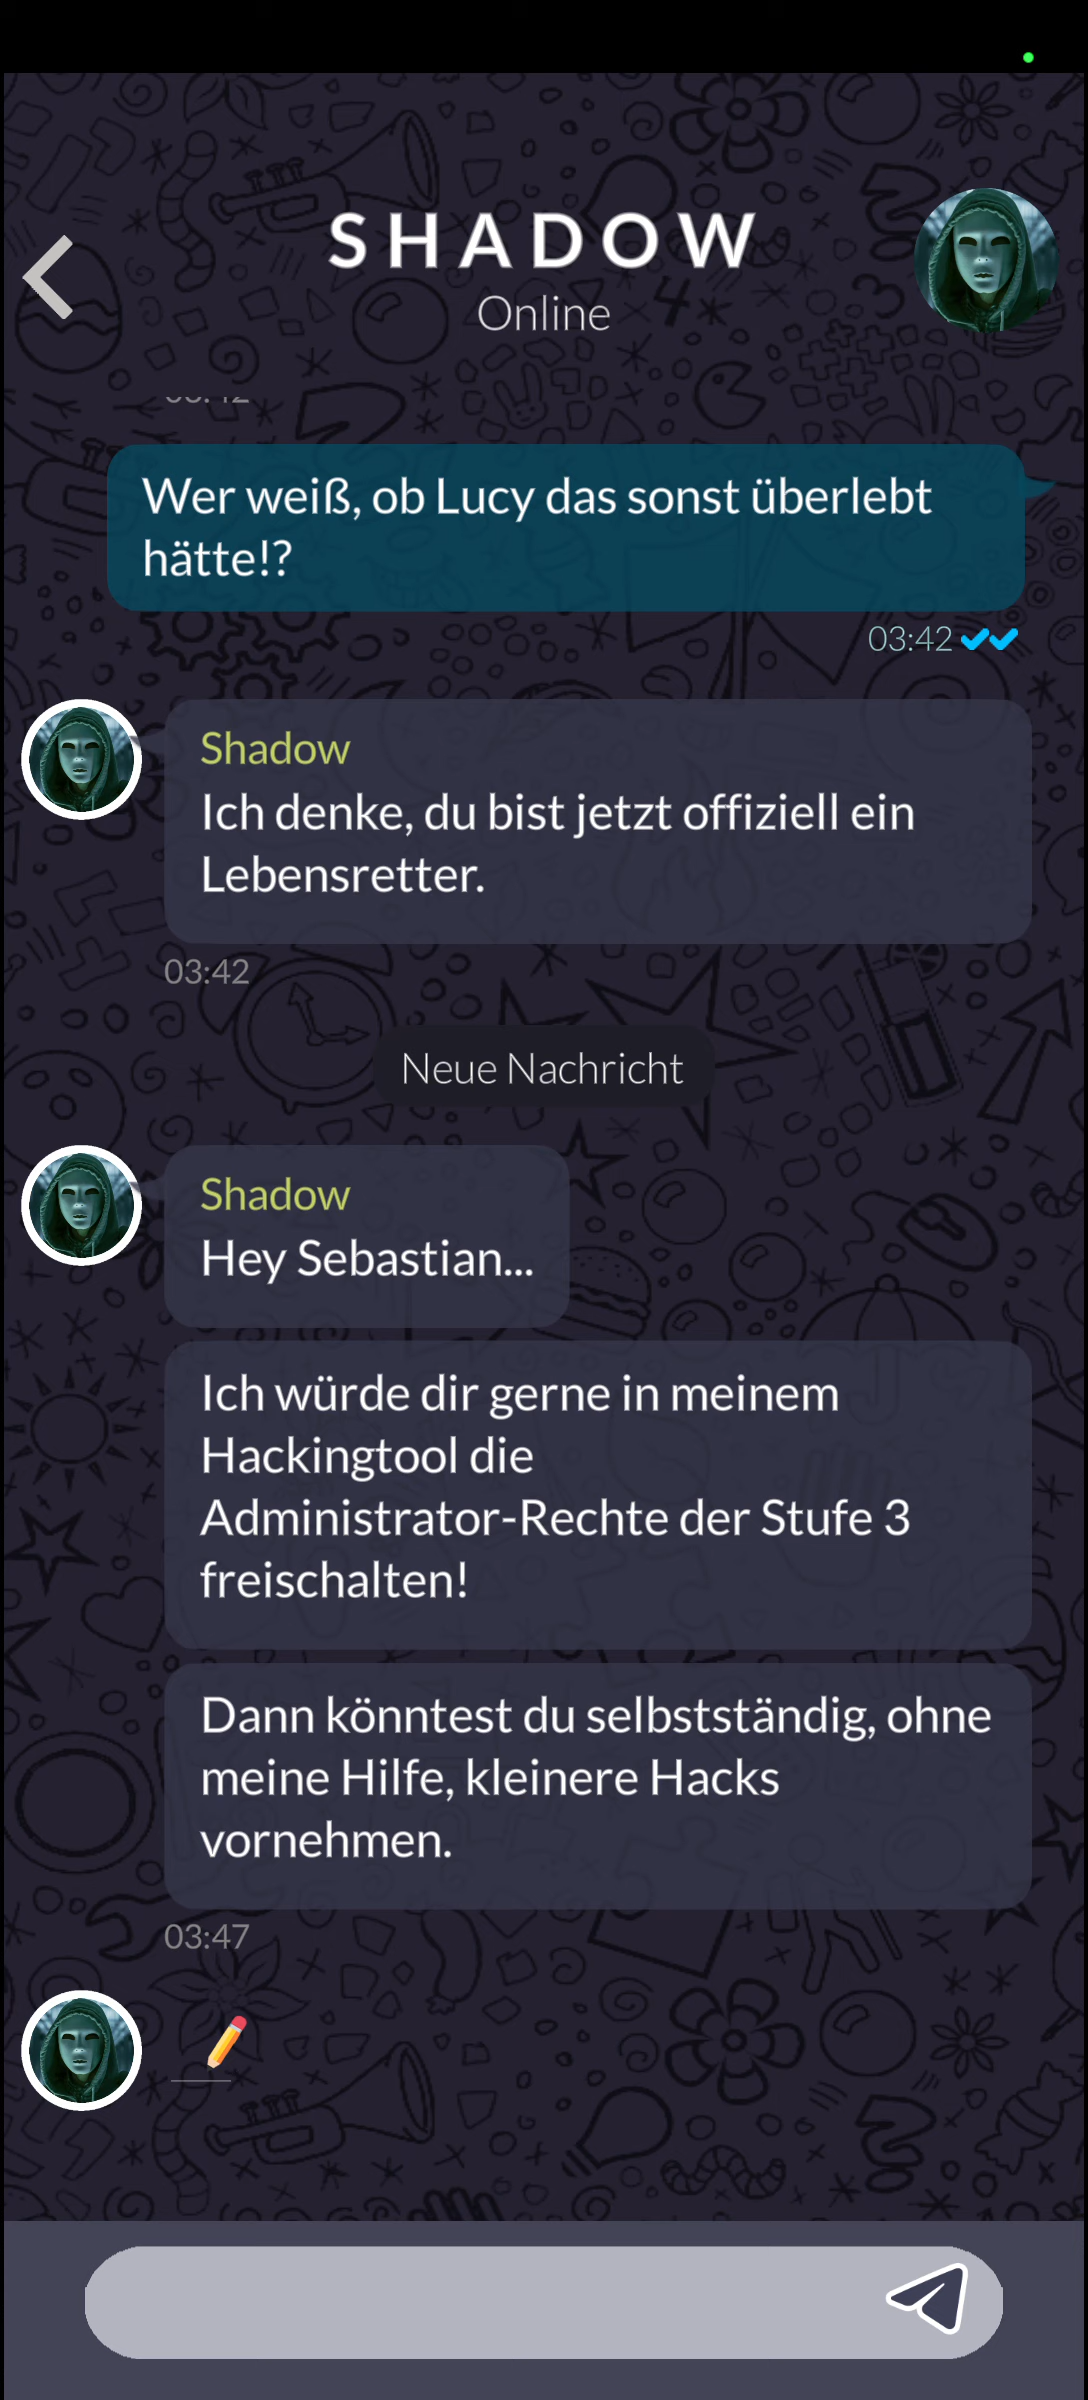 SHADOW
Online
Wer weiß, ob Lucy das sonst überlebt
hätte!?
03:42
Shadow
Ich denke, du bist jetzt offiziell ein
Lebensretter.
03:42
Neue Nachricht
Shadow
Hey Sebastian...
Ich würde dir gerne in meinem
Hackingtool die
Administrator-Rechte der Stufe 3
freischalten!
Dann könntest du selbstständig, ohne
meine Hilfe, kleinere Hacks
vornehmen.
03:47